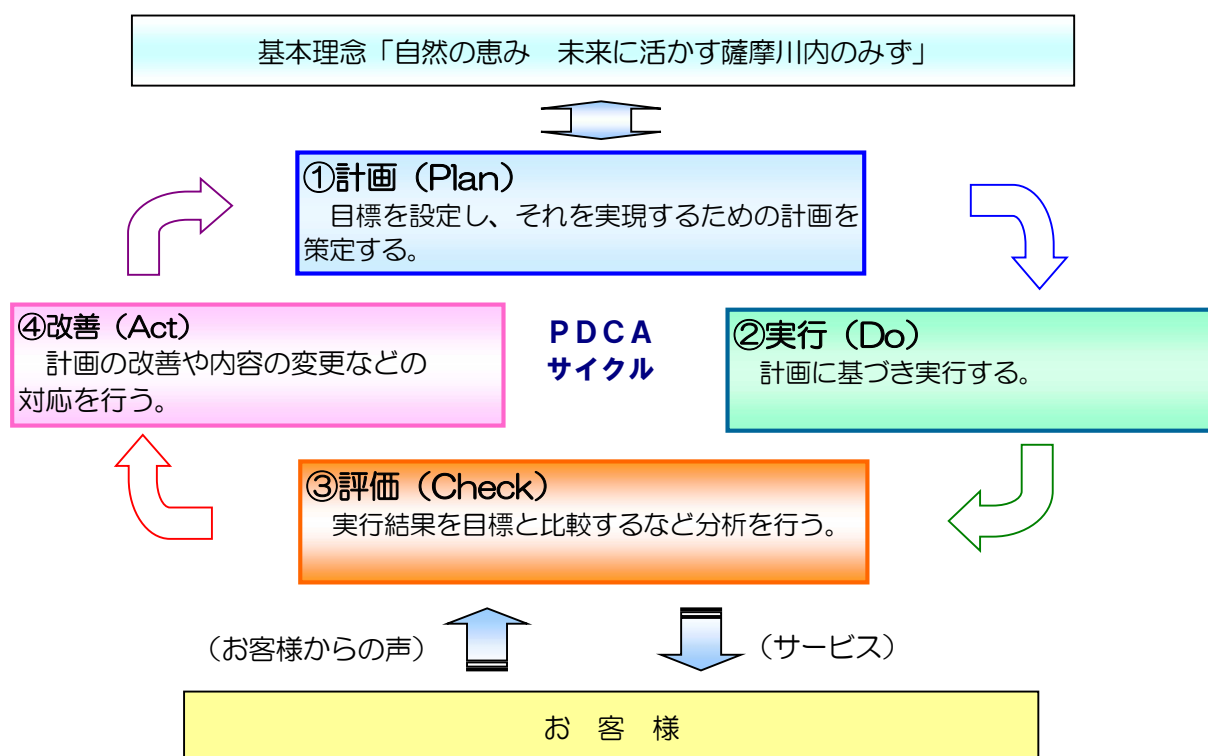 基本理念「自然の恵み　未来に活かす薩摩川内のみず」
①計画（Plan）
目標を設定し、それを実現するための計画を
策定する。
④改善（Act）
計画の改善や内容の変更などの
対応を行う。
PDCA
サイクル
②実行（Do）
計画に基づき実行する。
③評価（Check）
実行結果を目標と比較するなど分析を行う。
（お客様からの声）
（サービス）
お　客　様